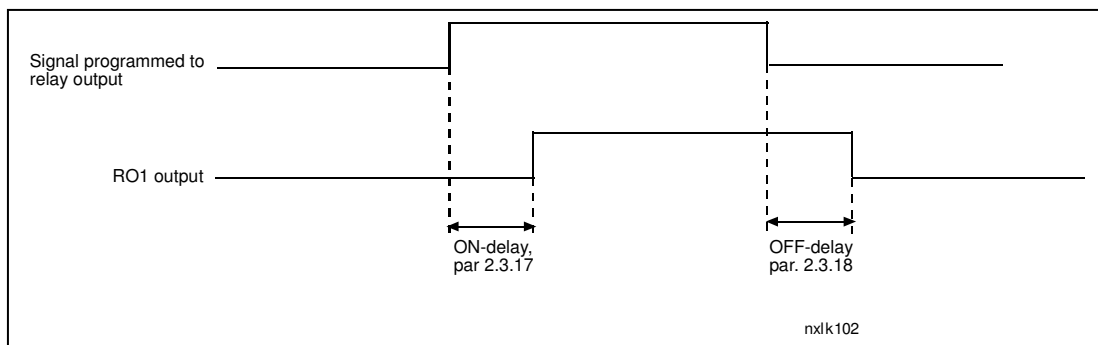 Signal programmed to
relay output
RO1 output
ON-delay,
par 2.3.17
OFF-delay
par. 2.3.18
nxlk102